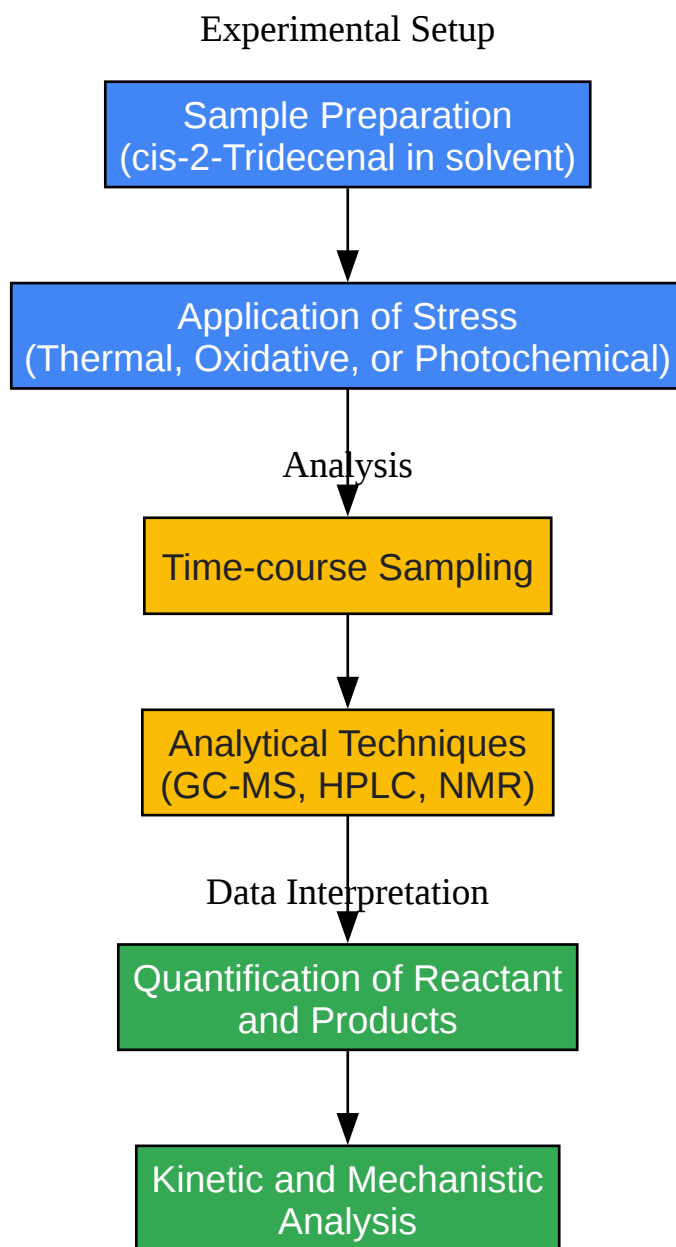 Experimental Setup
Sample Preparation
(cis-2-Tridecenal in solvent)
Application of Stress
(Thermal, Oxidative, or Photochemical)
Analysis
Time-course Sampling
Analytical Techniques
(GC-MS, HPLC, NMR)
Data Interpretation
Quantification of Reactant
and Products
Kinetic and Mechanistic
Analysis